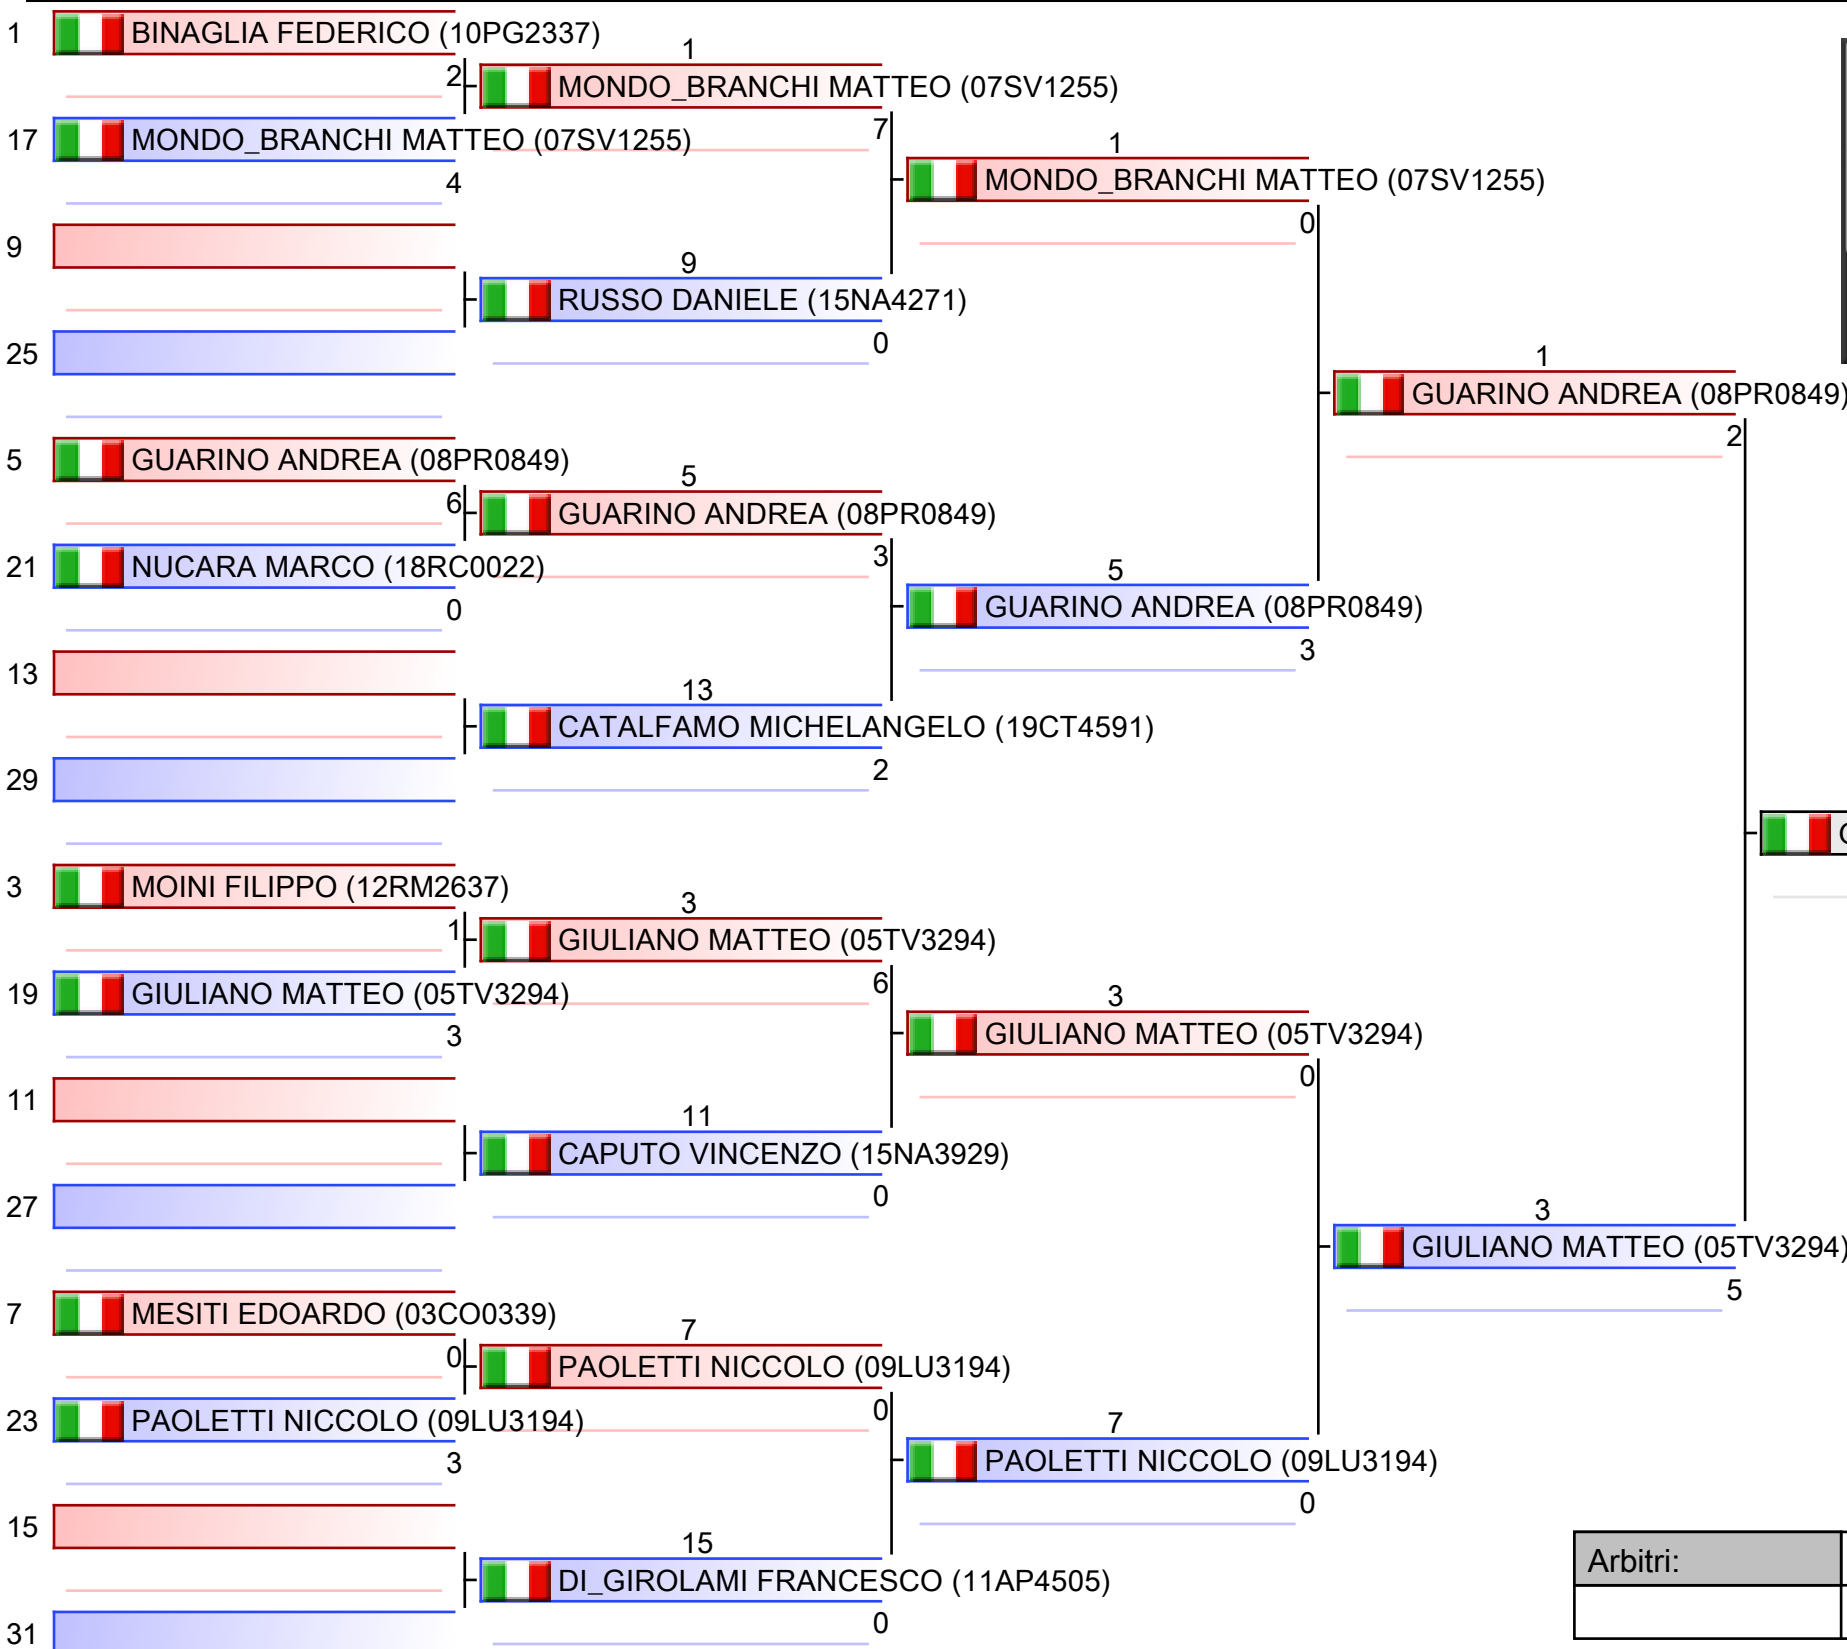 1 BINAGLIA FEDERICO (10PG2337)
2
1
MONDO_BRANCHI MATTEO (07SV1255)
17 MONDO_BRANCHI MATTEO (07SV1255)
4
7
1
MONDO_BRANCHI MATTEO (07SV1255)
0
9
9
RUSSO DANIELE (15NA4271)
0
25
1
GUARINO ANDREA (08PR0849)
2
5 GUARINO ANDREA (08PR0849)
6
5
GUARINO ANDREA (08PR0849)
3
21 NUCARA MARCO (18RC0022)
0
5
GUARINO ANDREA (08PR0849)
3
13
13
CATALFAMO MICHELANGELO (19CT4591)
2
29
3 MOINI FILIPPO (12RM2637)
1
3
GIULIANO MATTEO (05TV3294)
6
19 GIULIANO MATTEO (05TV3294)
3
3
GIULIANO MATTEO (05TV3294)
0
11
11
CAPUTO VINCENZO (15NA3929)
0
27
3
GIULIANO MATTEO (05TV3294)
5
7 MESITI EDOARDO (03CO0339)
0
7
PAOLETTI NICCOLO (09LU3194)
0
23 PAOLETTI NICCOLO (09LU3194)
3
7
PAOLETTI NICCOLO (09LU3194)
0
15
15
DI_GIROLAMI FRANCESCO (11AP4505)
0
31
Arbitri: